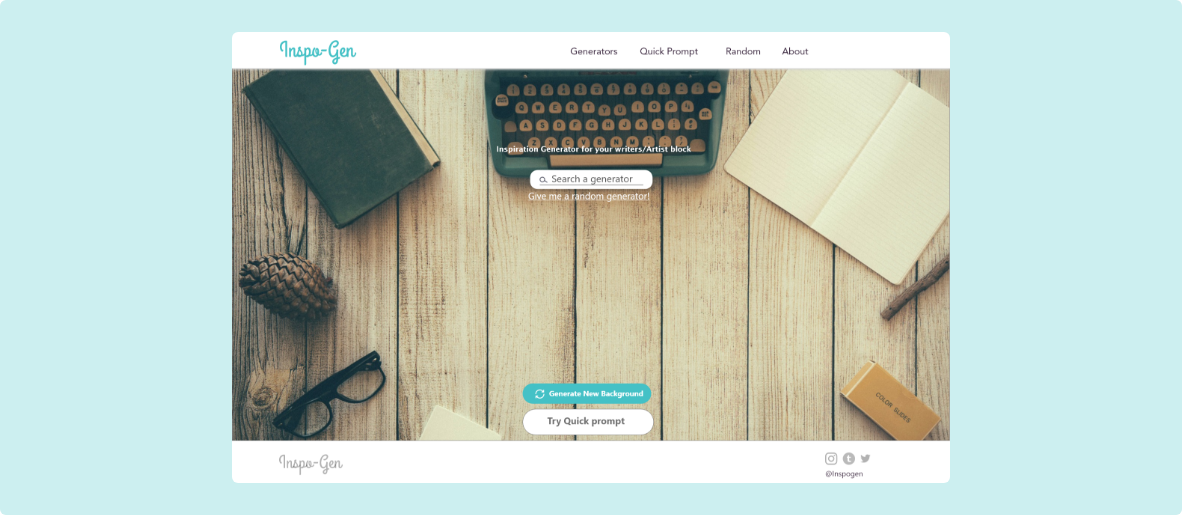 Inspo-Gen
Generators Quick Prompt Random About
Q W E R T Y U I O P
A S D F G H J K L
Z X C V B N M
Inspiration Generator for your writers/Artist block
Search a generator
Give me a random generator!
COLOR SLIDES
Generate New Background
Try Quick prompt
Inspo-Gen
@Inspogen